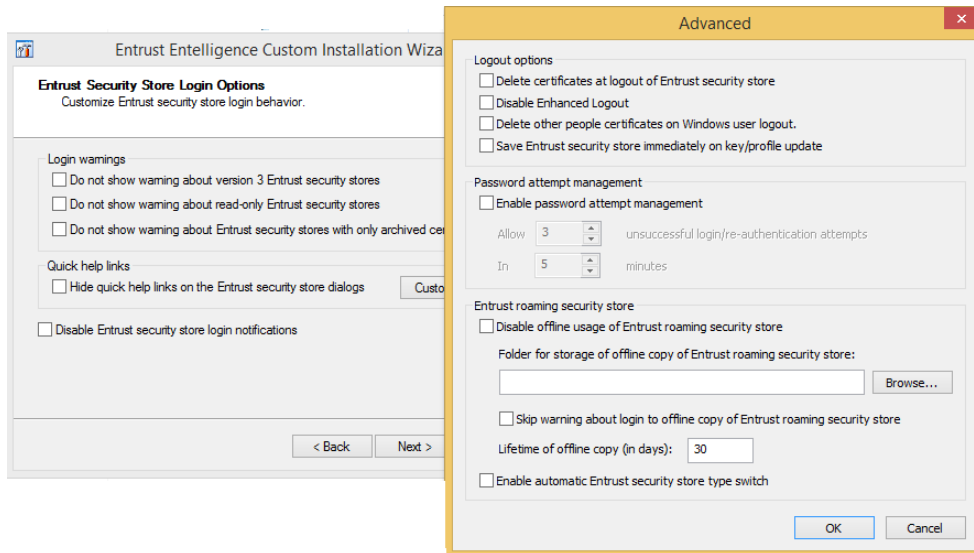 Entrust Entelligence Custom Installation Wiza
Entrust Security Store Login Options
Customize Entrust security store login behavior.
Login warnings
Do not show warning about version 3 Entrust security stores
Do not show warning about read-only Entrust security stores
Do not show warning about Entrust security stores with only archived cer
Quick help links
Hide quick help links on the Entrust security store dialogs
Custo
Disable Entrust security store login notifications
< Back
Next >
Advanced
Logout options
Delete certificates at logout of Entrust security store
Disable Enhanced Logout
Delete other people certificates on Windows user logout.
Save Entrust security store immediately on key/profile update
Password attempt management
Enable password attempt management
Allow 3 unsuccessful login/re-authentication attempts
In 5 minutes
Entrust roaming security store
Disable offline usage of Entrust roaming security store
Folder for storage of offline copy of Entrust roaming security store:
Browse...
Skip warning about login to offline copy of Entrust roaming security store
Lifetime of offline copy (in days): 30
Enable automatic Entrust security store type switch
OK
Cancel